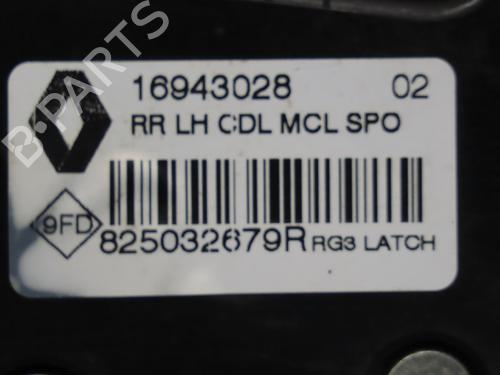 16943028 02
RR LH CDL MCL SPO
9FD
825032679R RG3 LATCH
B-PARTS